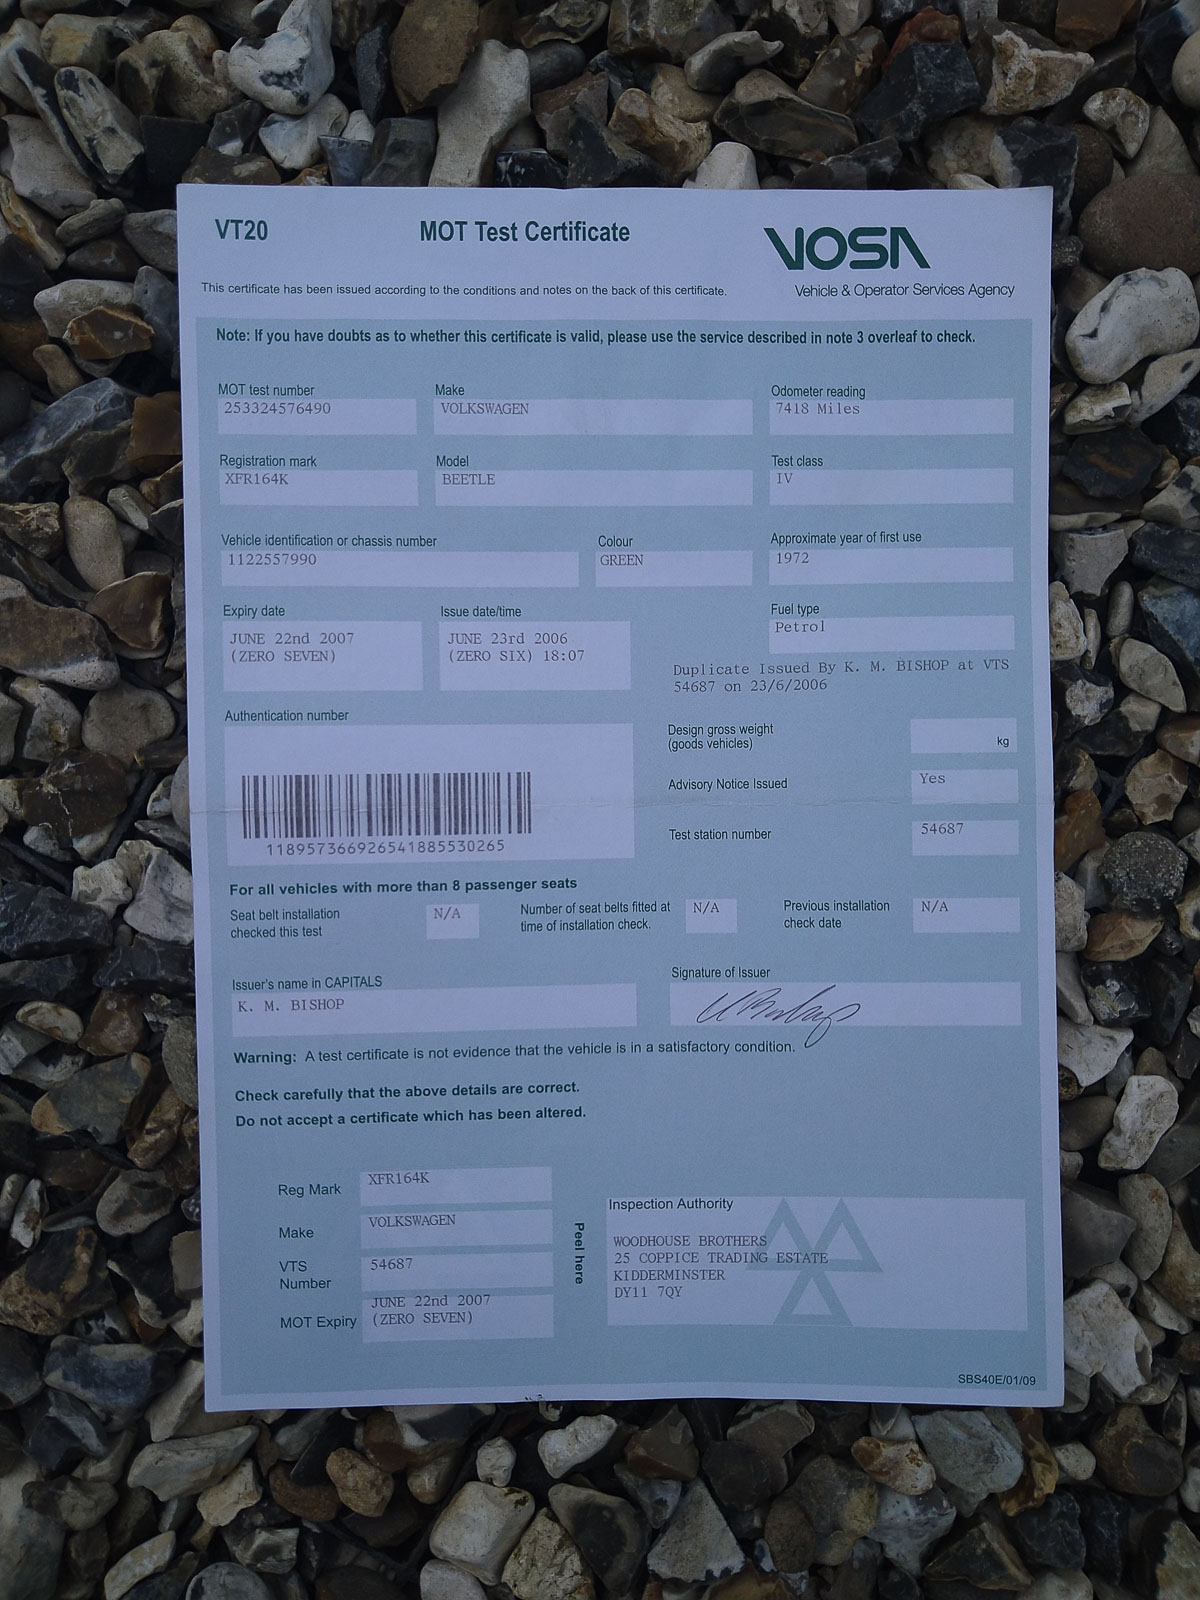 VT20
MOT Test Certificate
VOSA
Vehicle & Operator Services Agency
This certificate has been issued according to the conditions and notes on the back of this certificate.
Note: If you have doubts as to whether this certificate is valid, please use the service described in note 3 overleaf to check.
MOT test number
253324576490
Make
VOLKSWAGEN
Odometer reading
7418 Miles
Registration mark
XFR164K
Model
BEETLE
Test class
IV
Vehicle identification or chassis number
1122557990
Colour
GREEN
Approximate year of first use
1972
Expiry date
JUNE 22nd 2007
(ZERO SEVEN)
Issue date/time
JUNE 23rd 2006
(ZERO SIX) 18:07
Fuel type
Petrol
Duplicate Issued By K. M. BISHOP at VTS
54687 on 23/6/2006
Authentication number
118957366926541885530265
Design gross weight
(goods vehicles)
kg
Advisory Notice Issued
Yes
Test station number
54687
For all vehicles with more than 8 passenger seats
Seat belt installation
checked this test
N/A
Number of seat belts fitted at
time of installation check.
N/A
Previous installation
check date
N/A
Issuer's name in CAPITALS
K. M. BISHOP
Signature of Issuer
Warning: A test certificate is not evidence that the vehicle is in a satisfactory condition.
Check carefully that the above details are correct.
Do not accept a certificate which has been altered.
Reg Mark
XFR164K
Make
VOLKSWAGEN
VTS
Number
54687
MOT Expiry
JUNE 22nd 2007
(ZERO SEVEN)
Peel here
Inspection Authority
WOODHOUSE BROTHERS
25 COPPICE TRADING ESTATE
KIDDERMINSTER
DY11 7QY
SBS40E/01/09